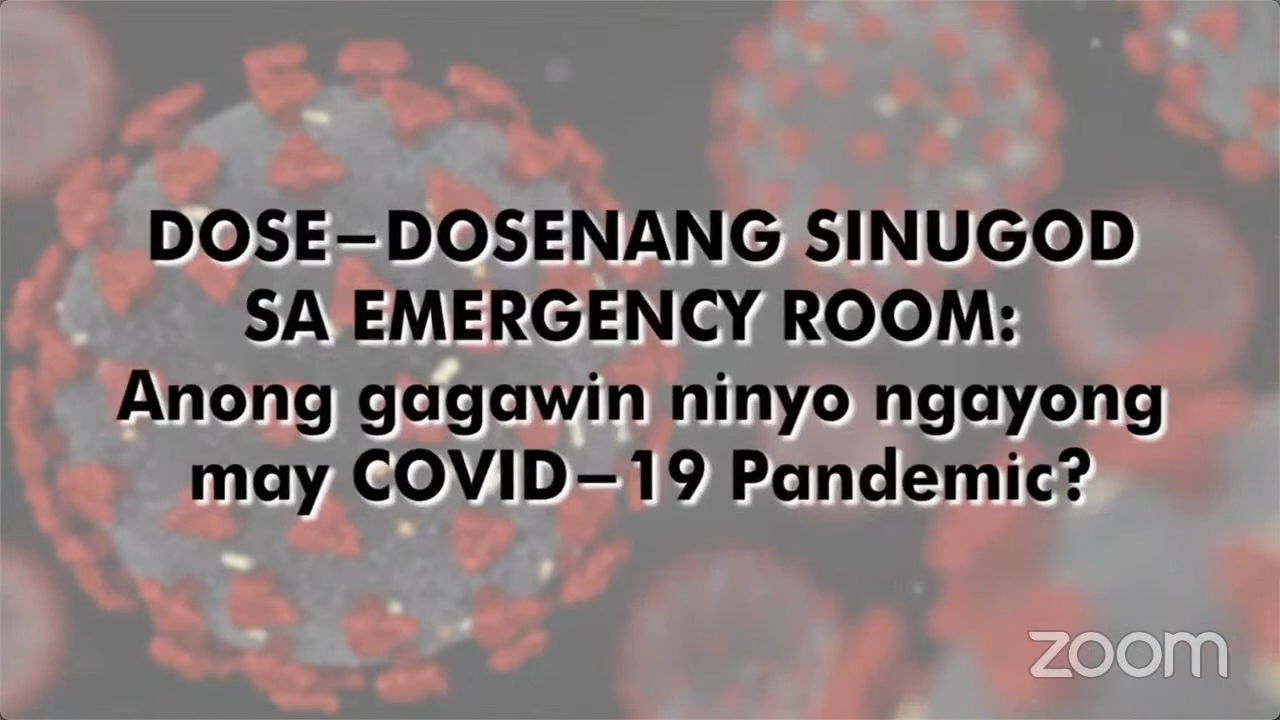 DOSE–DOSENANG SINUGOD
SA EMERGENCY ROOM:
Anong gagawin ninyo ngayong
may COVID–19 Pandemic?
zoom